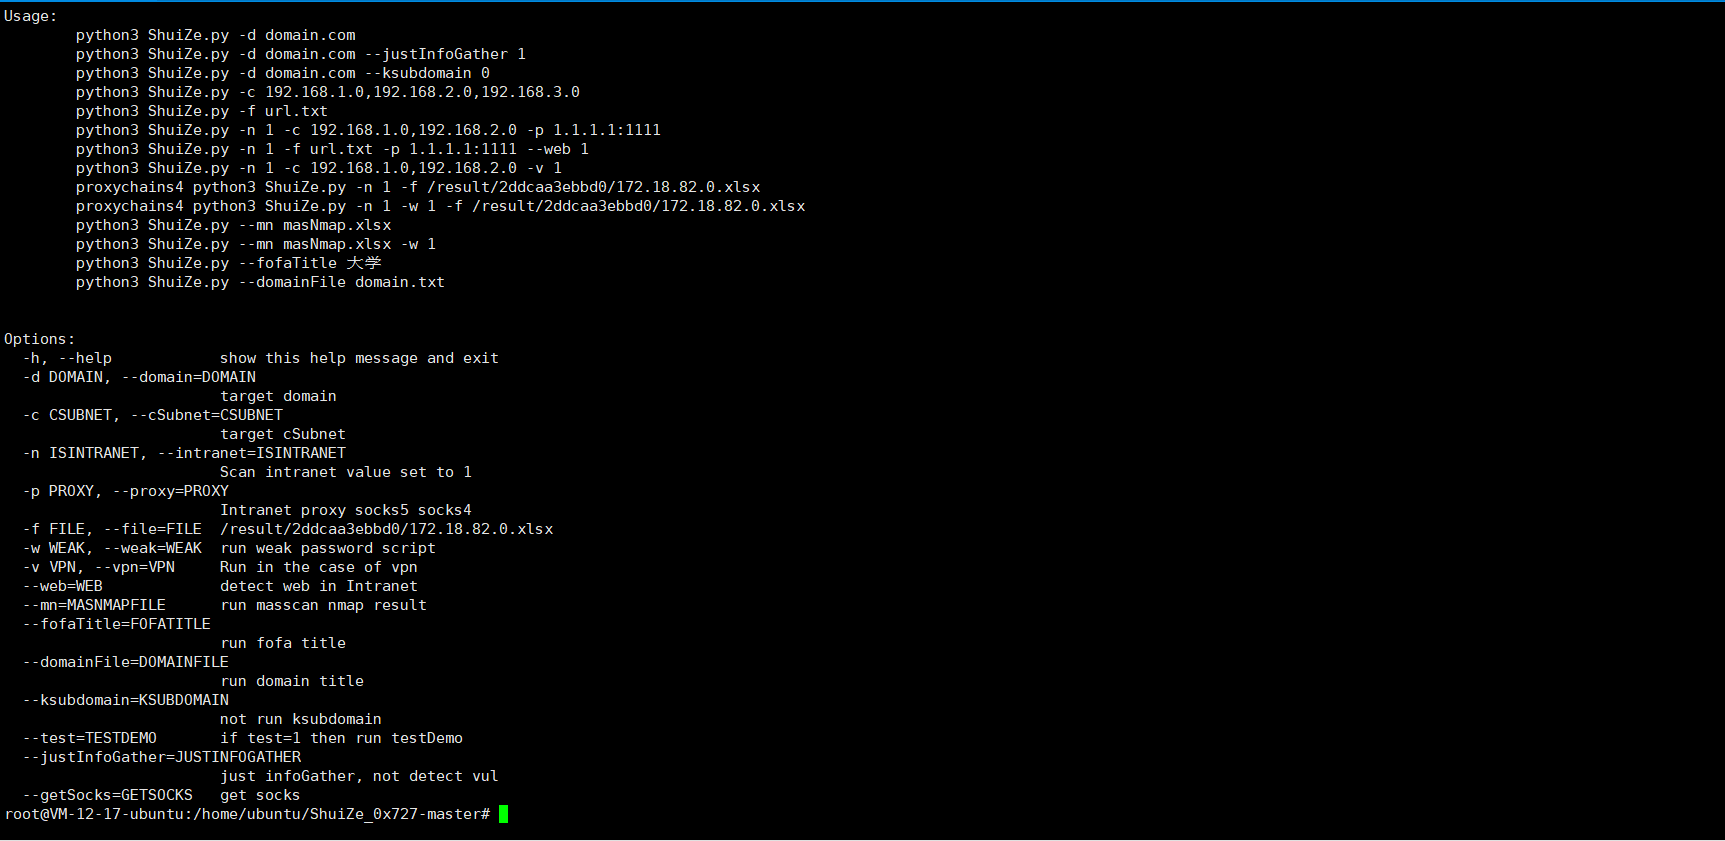 Usage:
python3 ShuiZe.py -d domain.com
python3 ShuiZe.py -d domain.com --justInfoGather 1
python3 ShuiZe.py -d domain.com --ksubdomain 0
python3 ShuiZe.py -c 192.168.1.0,192.168.2.0,192.168.3.0
python3 ShuiZe.py -f url.txt
python3 ShuiZe.py -n 1 -c 192.168.1.0,192.168.2.0 -p 1.1.1.1:1111
python3 ShuiZe.py -n 1 -f url.txt -p 1.1.1.1:1111 --web 1
python3 ShuiZe.py -n 1 -c 192.168.1.0,192.168.2.0 -v 1
proxychains4 python3 ShuiZe.py -n 1 -f /result/2ddcaa3ebbd0/172.18.82.0.xlsx
proxychains4 python3 ShuiZe.py -n 1 -w 1 -f /result/2ddcaa3ebbd0/172.18.82.0.xlsx
python3 ShuiZe.py --mn masNmap.xlsx
python3 ShuiZe.py --mn masNmap.xlsx -w 1
python3 ShuiZe.py --fofaTitle 大学
python3 ShuiZe.py --domainFile domain.txt
Options:
-h, --help show this help message and exit
-d DOMAIN, --domain=DOMAIN
target domain
-c CSUBNET, --cSubnet=CSUBNET
target cSubnet
-n ISINTRANET, --intranet=ISINTRANET
Scan intranet value set to 1
-p PROXY, --proxy=PROXY
Intranet proxy socks5 socks4
-f FILE, --file=FILE /result/2ddcaa3ebbd0/172.18.82.0.xlsx
-w WEAK, --weak=WEAK run weak password script
-v VPN, --vpn=VPN Run in the case of vpn
--web=WEB detect web in Intranet
--mn=MASNMAPFILE run masscan nmap result
--fofaTitle=FOFATITLE
run fofa title
--domainFile=DOMAINFILE
run domain title
--ksubdomain=KSUBDOMAIN
not run ksubdomain
--test=TESTDEMO if test=1 then run testDemo
--justInfoGather=JUSTINFOGATHER
just infoGather, not detect vul
--getSocks=GETSOCKS get socks
root@VM-12-17-ubuntu:/home/ubuntu/ShuiZe_0x727-master#